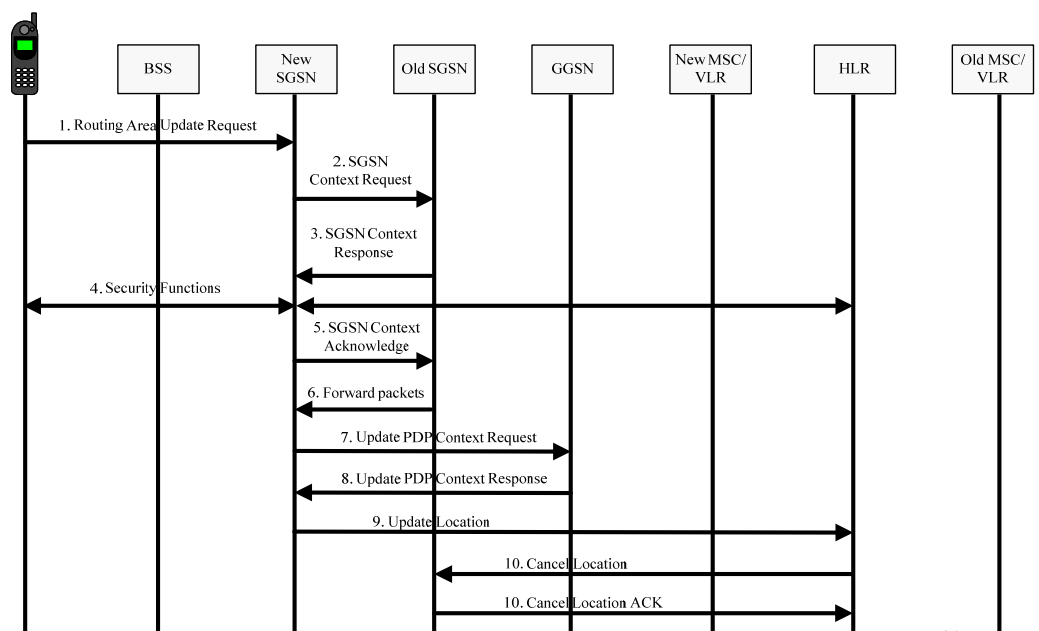 BSS
New
SGSN
Old SGSN
GGSN
New MSC/
VLR
HLR
Old MSC/
VLR
1. Routing Area Update Request
2. SGSN
Context Request
3. SGSN Context
Response
4. Security Functions
5. SGSN Context
Acknowledge
6. Forward packets
7. Update PDP Context Request
8. Update PDP Context Response
9. Update Location
10. Cancel Location
10. Cancel Location ACK